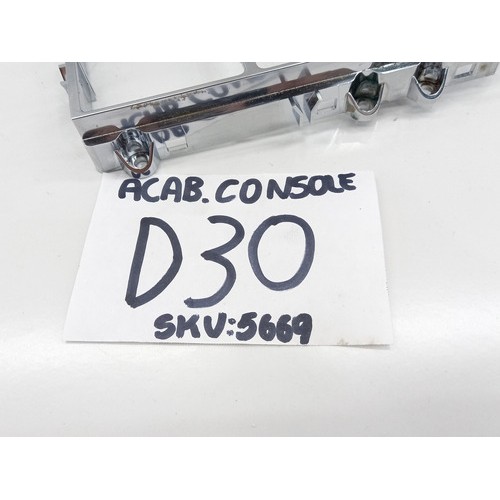 ACAB. CONSOLE
D30
SKU:5669